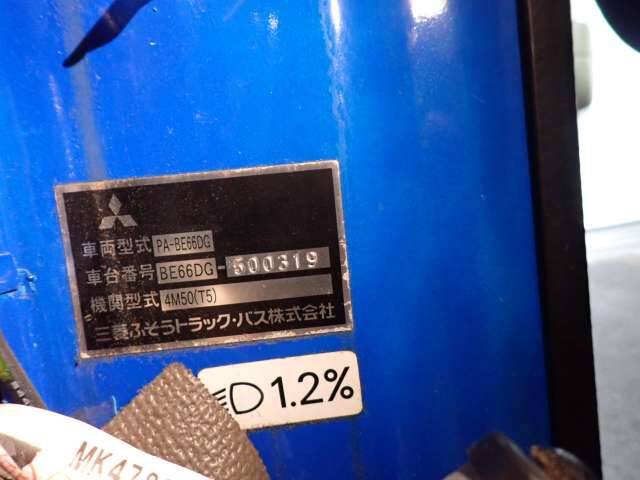 車両型式 PA-BE66DG
車台番号 BE66DG-500319
機関型式 4M50(T5)
三菱ふそうトラック・バス株式会社
1.2%